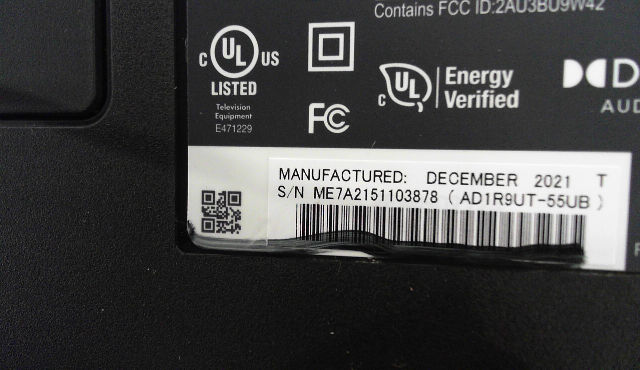 Contains FCC ID:2AU3BU9W42
C UL US
LISTED
Television
Equipment
E471229
FC
C UL Energy
Verified
AUD
MANUFACTURED: DECEMBER 2021 T
S/N ME7A2151103878 ( AD1R9UT-55UB )